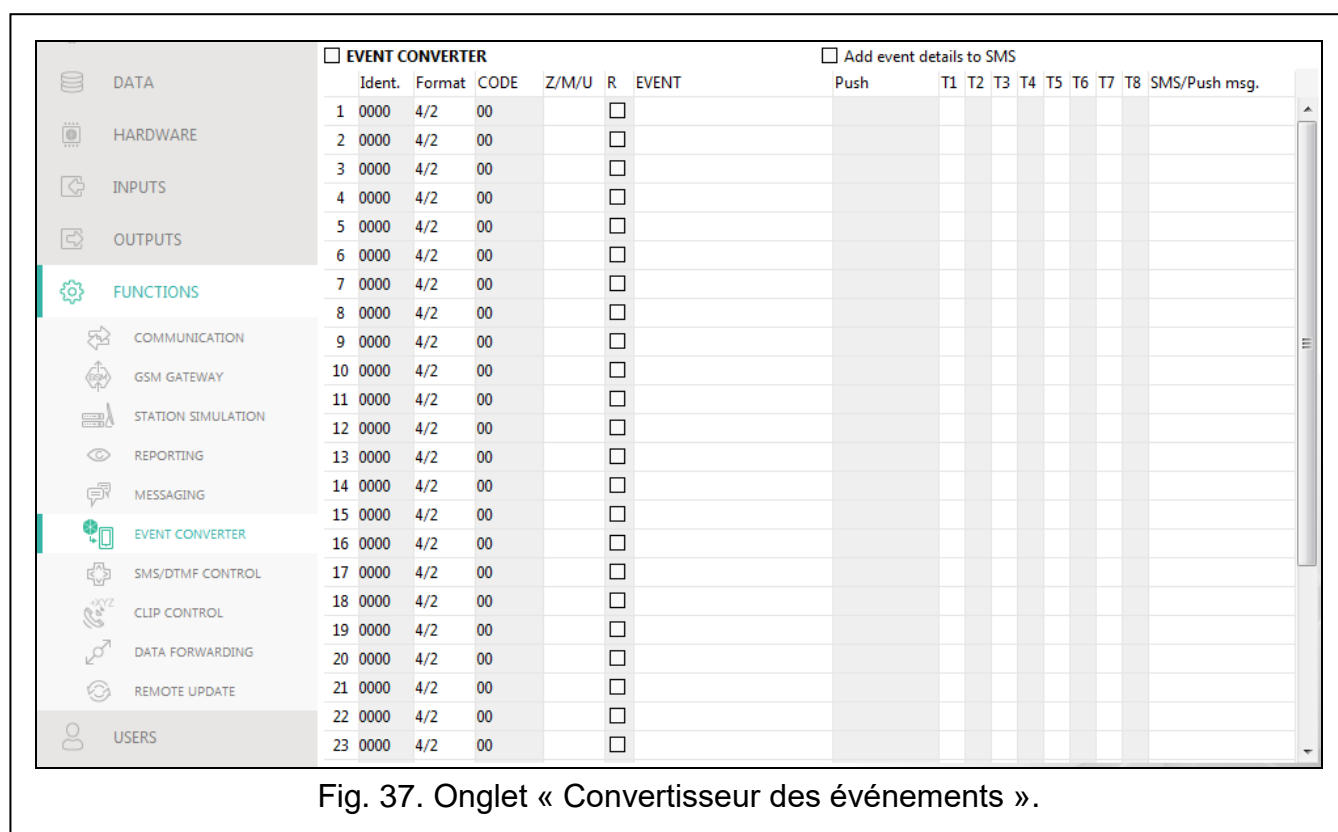 EVENT CONVERTER Add event details to SMS
Ident. Format CODE Z/M/U R EVENT Push T1 T2 T3 T4 T5 T6 T7 T8 SMS/Push msg.
DATA
HARDWARE
INPUTS
OUTPUTS
FUNCTIONS
COMMUNICATION
GSM GATEWAY
STATION SIMULATION
REPORTING
MESSAGING
EVENT CONVERTER
SMS/DTMF CONTROL
CLIP CONTROL
DATA FORWARDING
REMOTE UPDATE
USERS
1 0000 4/2 00
2 0000 4/2 00
3 0000 4/2 00
4 0000 4/2 00
5 0000 4/2 00
6 0000 4/2 00
7 0000 4/2 00
8 0000 4/2 00
9 0000 4/2 00
10 0000 4/2 00
11 0000 4/2 00
12 0000 4/2 00
13 0000 4/2 00
14 0000 4/2 00
15 0000 4/2 00
16 0000 4/2 00
17 0000 4/2 00
18 0000 4/2 00
19 0000 4/2 00
20 0000 4/2 00
21 0000 4/2 00
22 0000 4/2 00
23 0000 4/2 00
Fig. 37. Onglet « Convertisseur des événements ».